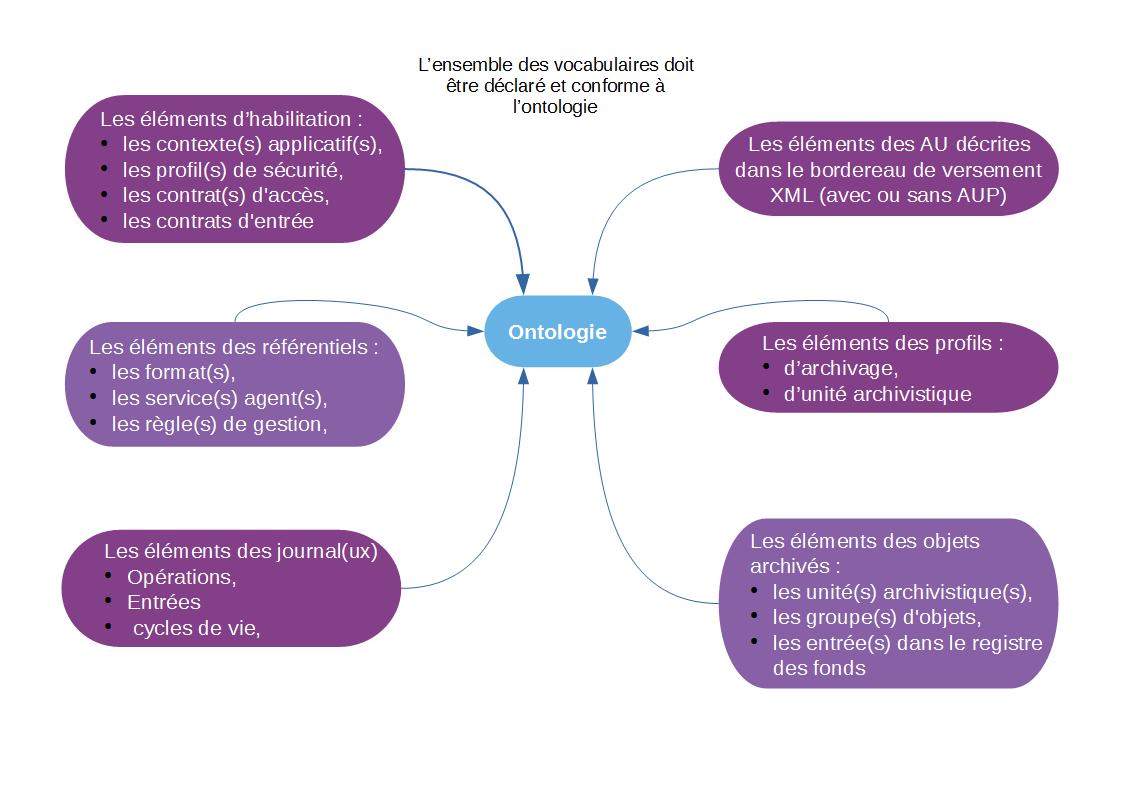 L’ensemble des vocabulaires doit
être déclaré et conforme à
l’ontologie
Les éléments d’habilitation :
• les contexte(s) applicatif(s),
• les profil(s) de sécurité,
• les contrat(s) d'accès,
• les contrats d'entrée
Les éléments des AU décrites
dans le bordereau de versement
XML (avec ou sans AUP)
Ontologie
Les éléments des référentiels :
• les format(s),
• les service(s) agent(s),
• les règle(s) de gestion,
Les éléments des profils :
• d’archivage,
• d’unité archivistique
Les éléments des journal(ux)
• Opérations,
• Entrées
• cycles de vie,
Les éléments des objets
archivés :
• les unité(s) archivistique(s),
• les groupe(s) d'objets,
• les entrée(s) dans le registre
des fonds